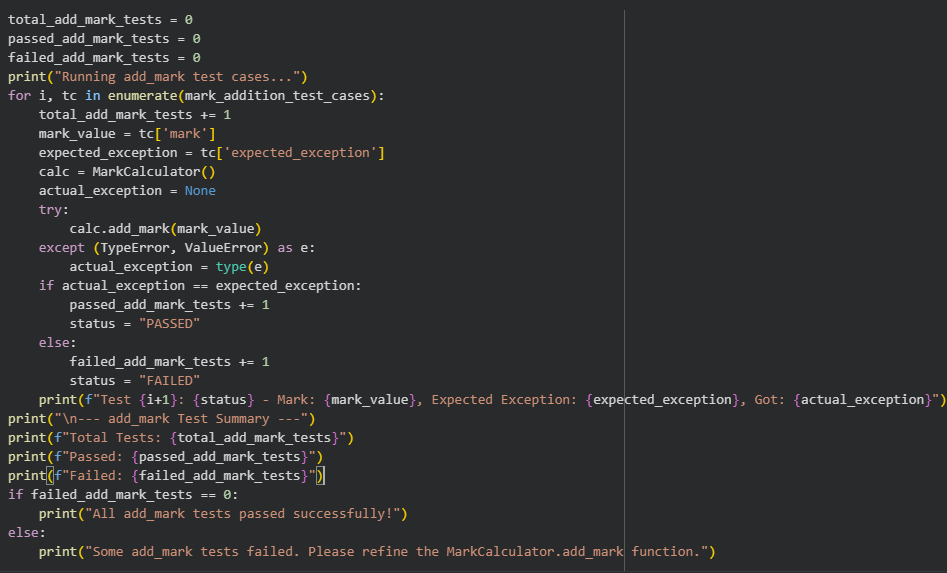 total_add_mark_tests = 0
passed_add_mark_tests = 0
failed_add_mark_tests = 0
print("Running add_mark test cases...")
for i, tc in enumerate(mark_addition_test_cases):
    total_add_mark_tests += 1
    mark_value = tc['mark']
    expected_exception = tc['expected_exception']
    calc = MarkCalculator()
    actual_exception = None
    try:
        calc.add_mark(mark_value)
    except (TypeError, ValueError) as e:
        actual_exception = type(e)
    if actual_exception == expected_exception:
        passed_add_mark_tests += 1
        status = "PASSED"
    else:
        failed_add_mark_tests += 1
        status = "FAILED"
    print(f"Test {i+1}: {status} - Mark: {mark_value}, Expected Exception: {expected_exception}, Got: {actual_exception}")
print("\n--- add_mark Test Summary ---")
print(f"Total Tests: {total_add_mark_tests}")
print(f"Passed: {passed_add_mark_tests}")
print(f"Failed: {failed_add_mark_tests}")
if failed_add_mark_tests == 0:
    print("All add_mark tests passed successfully!")
else:
    print("Some add_mark tests failed. Please refine the MarkCalculator.add_mark function.")